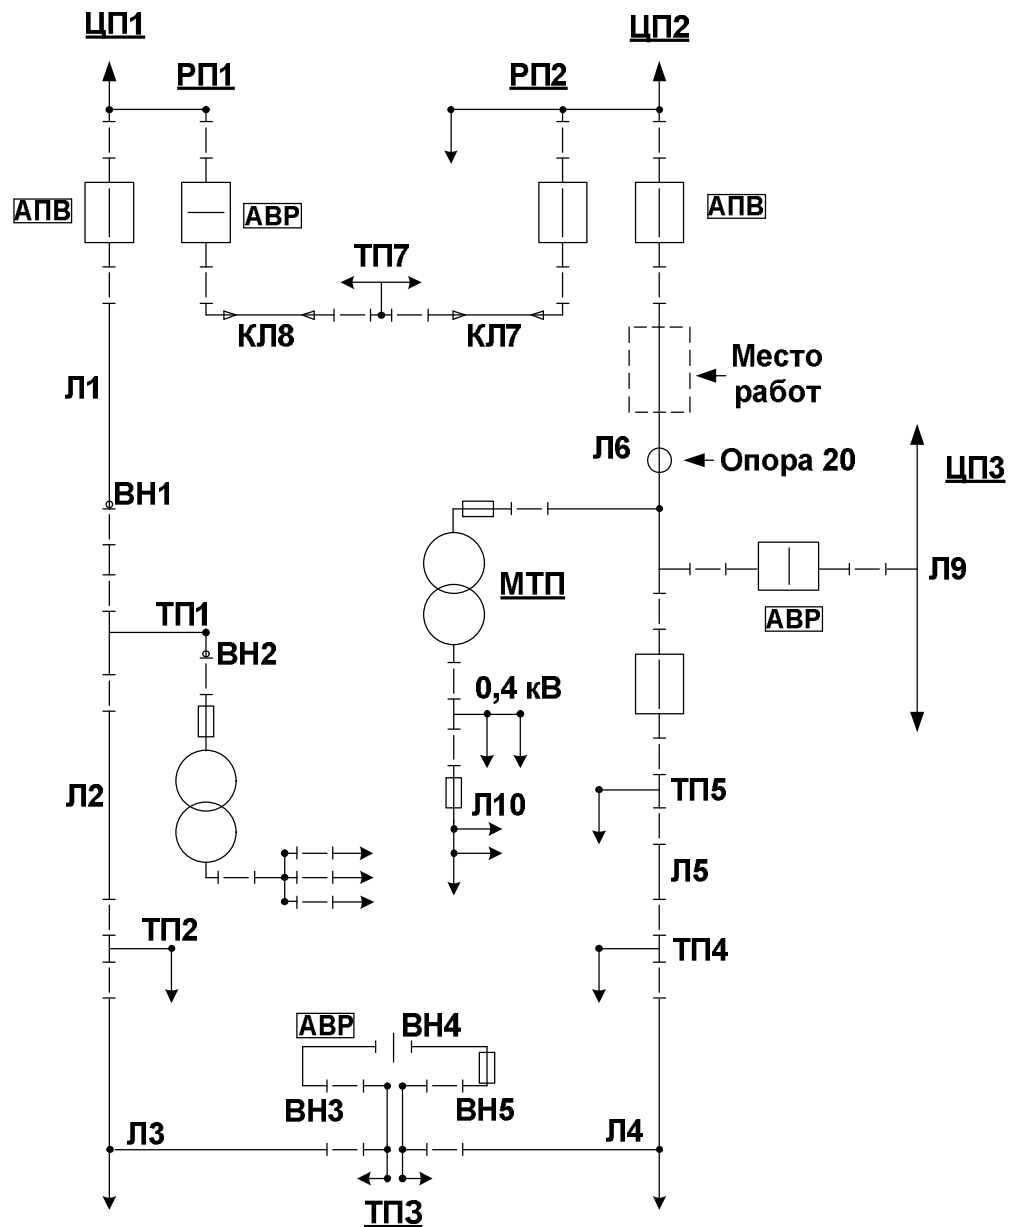 ЦП1
ЦП2
РП1
РП2
АПВ
АВР
АПВ
ТП7
КЛ8
КЛ7
Место
работ
Л1
Л6
Опора 20
ЦП3
ВН1
МТП
Л9
ТП1
АВР
ВН2
0,4 кВ
Л2
Л10
ТП5
Л5
ТП2
ТП4
АВР
ВН4
ВН3
ВН5
Л3
Л4
ТП3